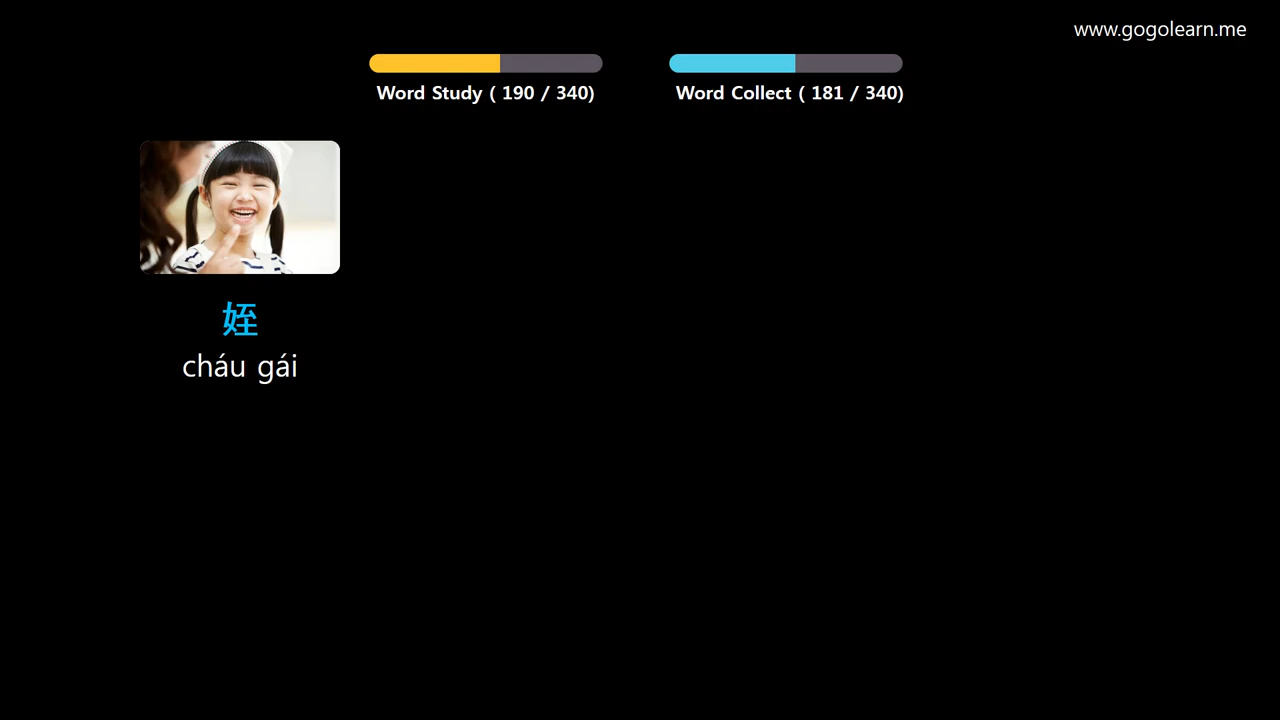 www.gogolearn.me
Word Study ( 190 / 340)
Word Collect ( 181 / 340)
姪
cháu gái